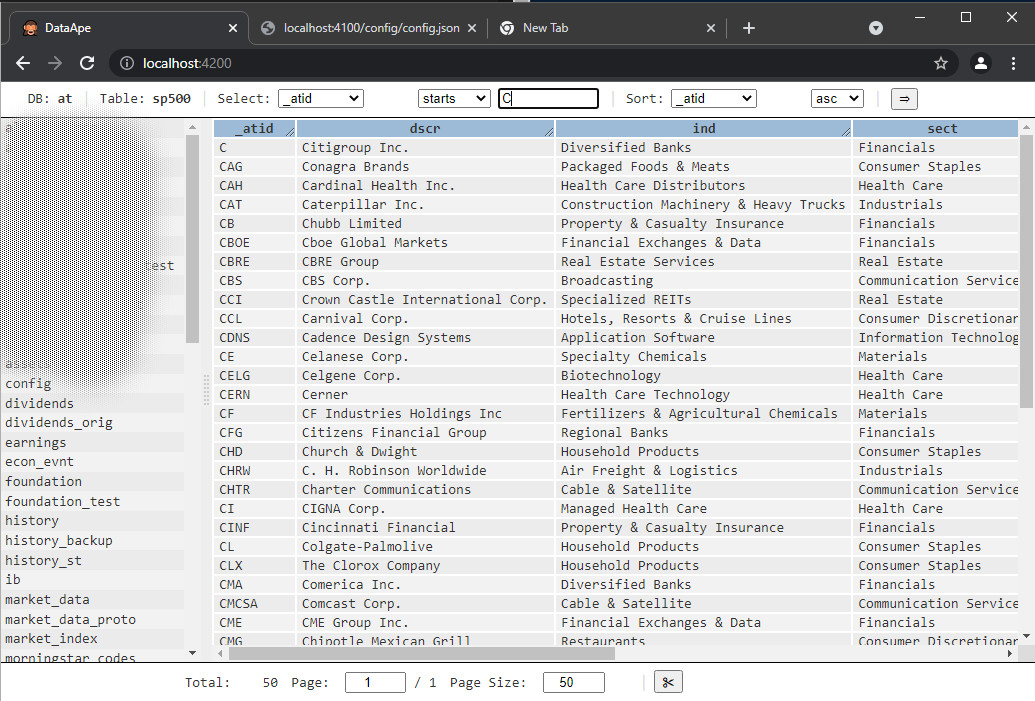 DataApe localhost:4100/config/config.json New Tab
localhost:4200
DB: at Table: sp500 Select: _atid starts C Sort: _atid asc ⇒
_atid dscr ind sect
C Citigroup Inc. Diversified Banks Financials
CAG Conagra Brands Packaged Foods & Meats Consumer Staples
CAH Cardinal Health Inc. Health Care Distributors Health Care
CAT Caterpillar Inc. Construction Machinery & Heavy Trucks Industrials
CB Chubb Limited Property & Casualty Insurance Financials
CBOE Cboe Global Markets Financial Exchanges & Data Financials
CBRE CBRE Group Real Estate Services Real Estate
CBS CBS Corp. Broadcasting Communication Service
CCI Crown Castle International Corp. Specialized REITs Real Estate
CCL Carnival Corp. Hotels, Resorts & Cruise Lines Consumer Discretionar
CDNS Cadence Design Systems Application Software Information Technolog
CE Celanese Corp. Specialty Chemicals Materials
CELG Celgene Corp. Biotechnology Health Care
CERN Cerner Health Care Technology Health Care
CF CF Industries Holdings Inc Fertilizers & Agricultural Chemicals Materials
CFG Citizens Financial Group Regional Banks Financials
CHD Church & Dwight Household Products Consumer Staples
CHRW C. H. Robinson Worldwide Air Freight & Logistics Industrials
CHTR Charter Communications Cable & Satellite Communication Service
CI CIGNA Corp. Managed Health Care Health Care
CINF Cincinnati Financial Property & Casualty Insurance Financials
CL Colgate-Palmolive Household Products Consumer Staples
CLX The Clorox Company Household Products Consumer Staples
CMA Comerica Inc. Diversified Banks Financials
CMCSA Comcast Corp. Cable & Satellite Communication Service
CME CME Group Inc. Financial Exchanges & Data Financials
CMG Chipotle Mexican Grill Restaurants Consumer Discretionar
test
assets
config
dividends
dividends_orig
earnings
econ_evnt
foundation
foundation_test
history
history_backup
history_st
ib
market_data
market_data_proto
market_index
morningstar_codes
Total: 50 Page: 1 / 1 Page Size: 50